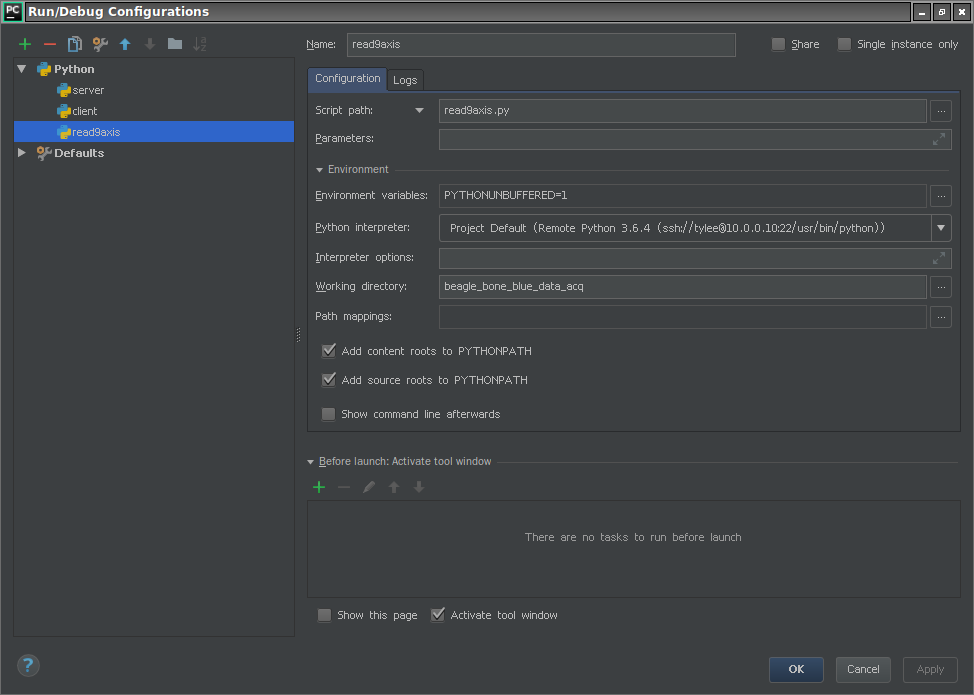 PC Run/Debug Configurations
Name: read9axis Share Single instance only
Python
server
client
read9axis
Defaults
Configuration Logs
Script path: read9axis.py ...
Parameters:
Environment
Environment variables: PYTHONUNBUFFERED=1 ...
Python interpreter: Project Default (Remote Python 3.6.4 (ssh://tylee@10.0.0.10:22/usr/bin/python))
Interpreter options:
Working directory: beagle_bone_blue_data_acq ...
Path mappings: ...
Add content roots to PYTHONPATH
Add source roots to PYTHONPATH
Show command line afterwards
Before launch: Activate tool window
There are no tasks to run before launch
Show this page Activate tool window
? OK Cancel Apply